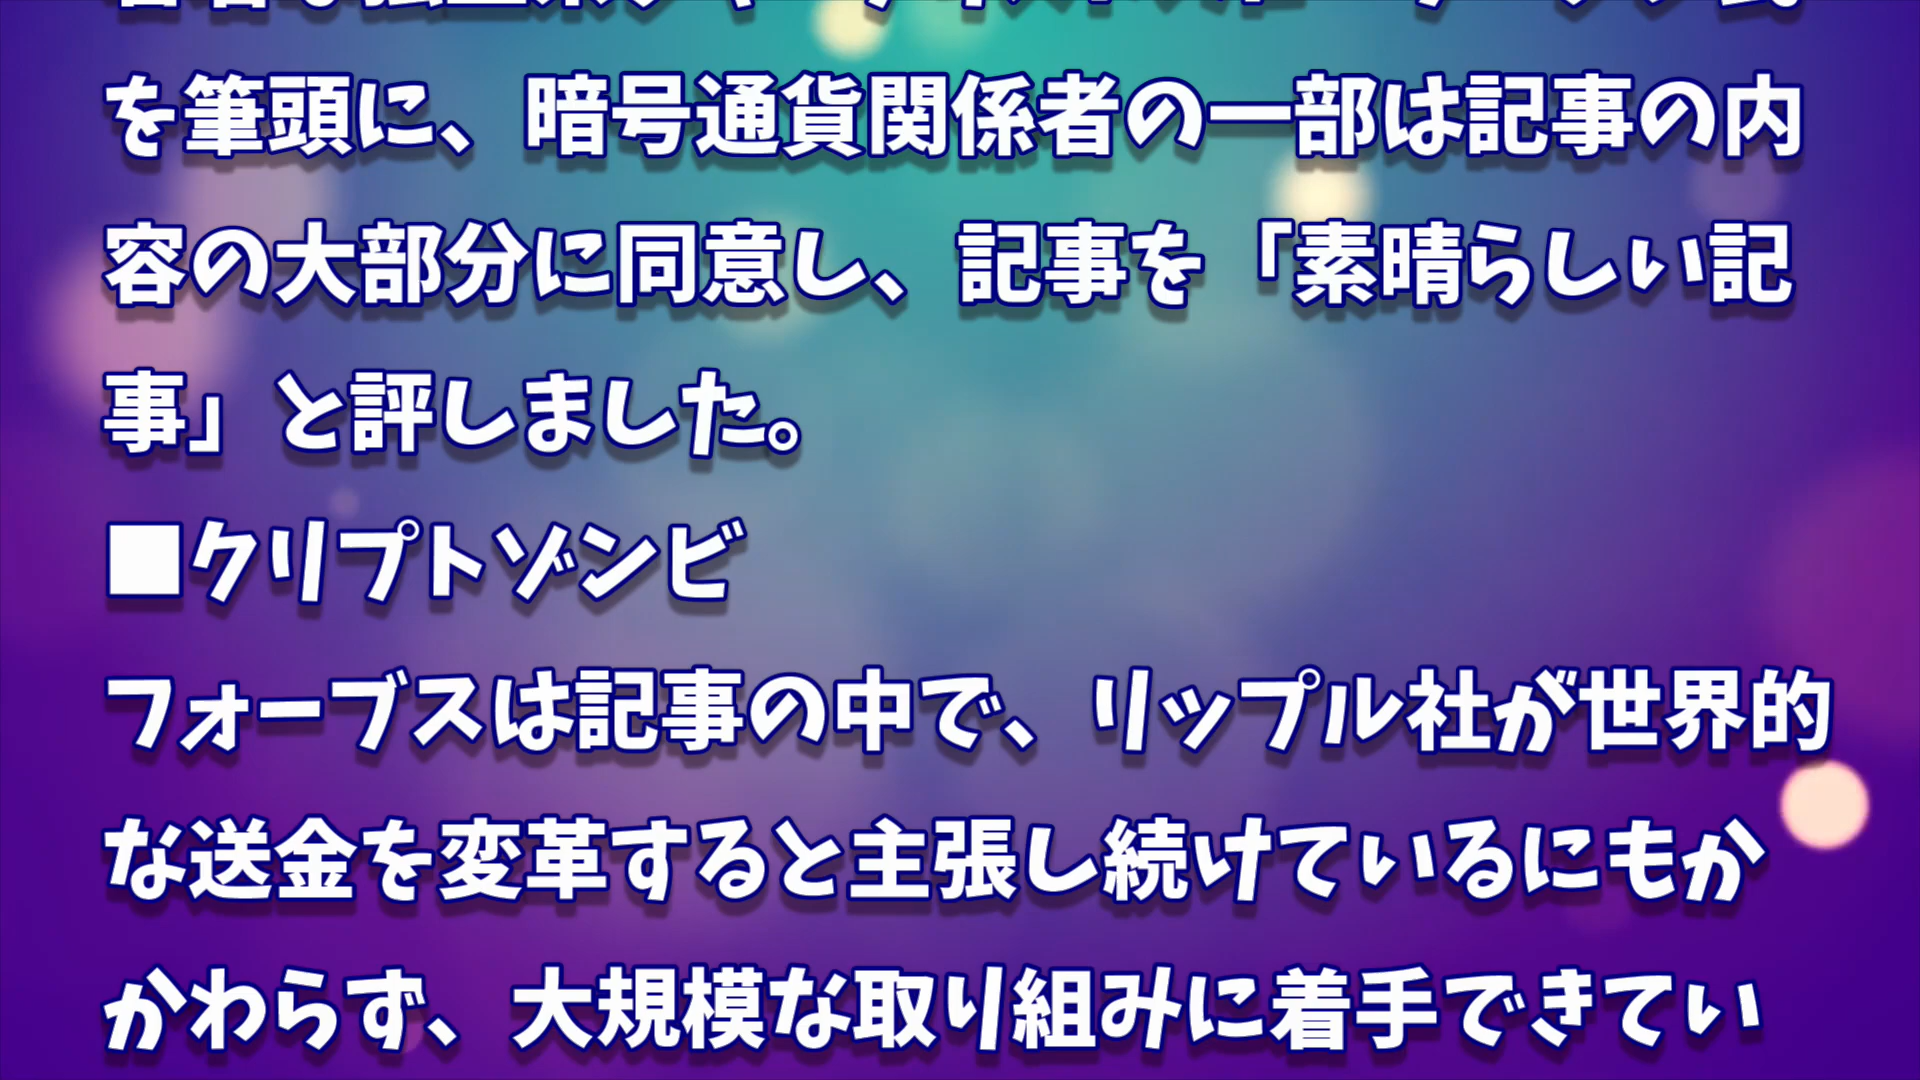 を筆頭に、暗号通貨関係者の一部は記事の内
容の大部分に同意し、記事を「素晴らしい記
事」と評しました。
■クリプトゾンビ
フォーブスは記事の中で、リップル社が世界的
な送金を変革すると主張し続けているにもか
かわらず、大規模な取り組みに着手できてい